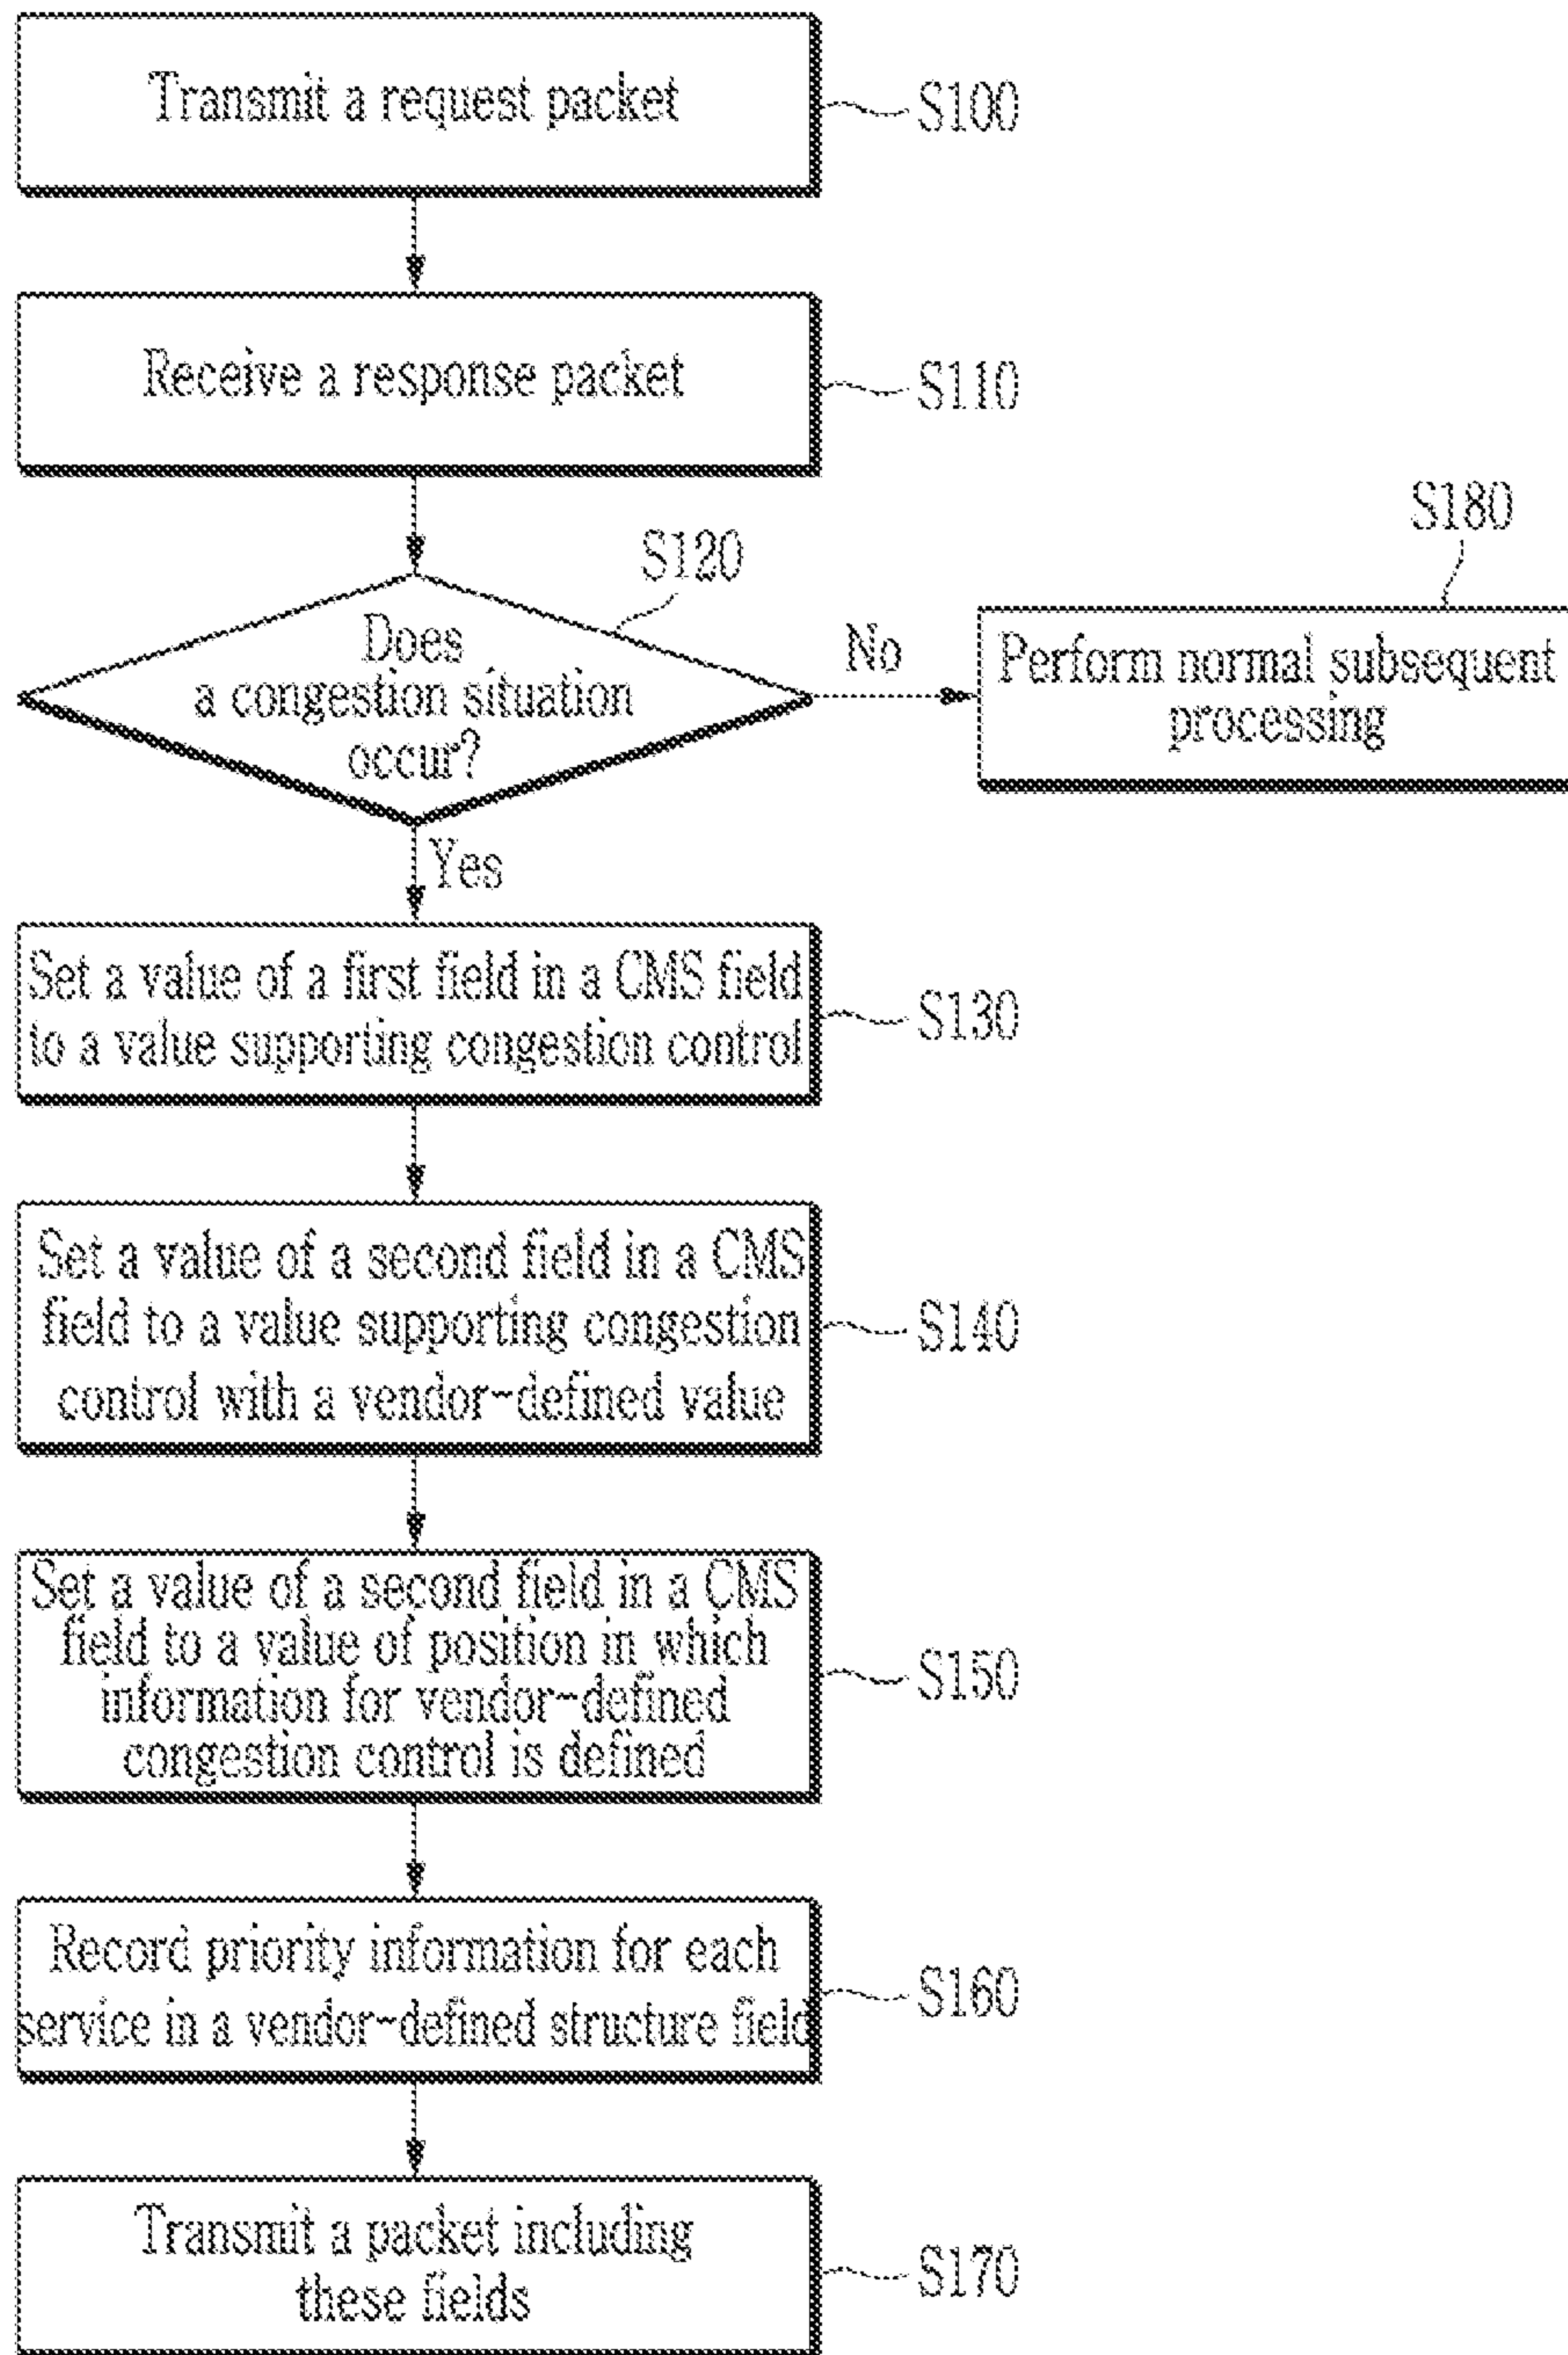 Transmit a request packet
S100
Receive a response packet
S110
S120
S180
Does
a congestion situation
occur?
No
Perform normal subsequent
processing
Yes
Set a value of a first field in a CMS field
to a value supporting congestion control
S130
Set a value of a second field in a CMS
field to a value supporting congestion
control with a vendor-defined value
S140
Set a value of a second field in a CMS
field to a value of position in which
information for vendor-defined
congestion control is defined
S150
Record priority information for each
service in a vendor-defined structure field
S160
Transmit a packet including
these fields
S170